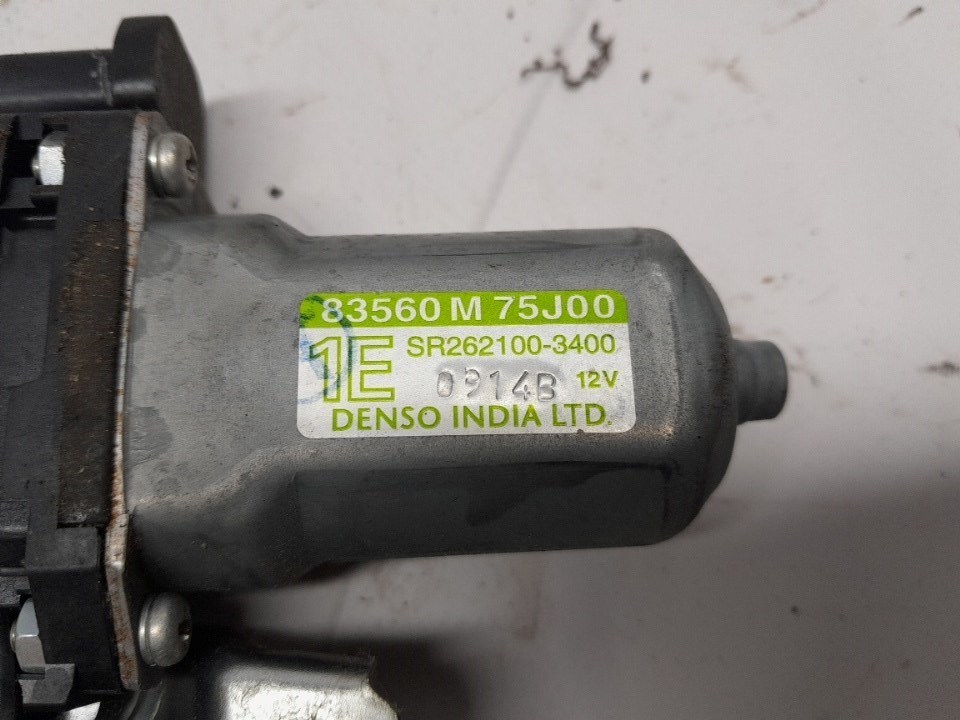 83560 M 75J00
1E SR262100-3400
0914B 12V
DENSO INDIA LTD.